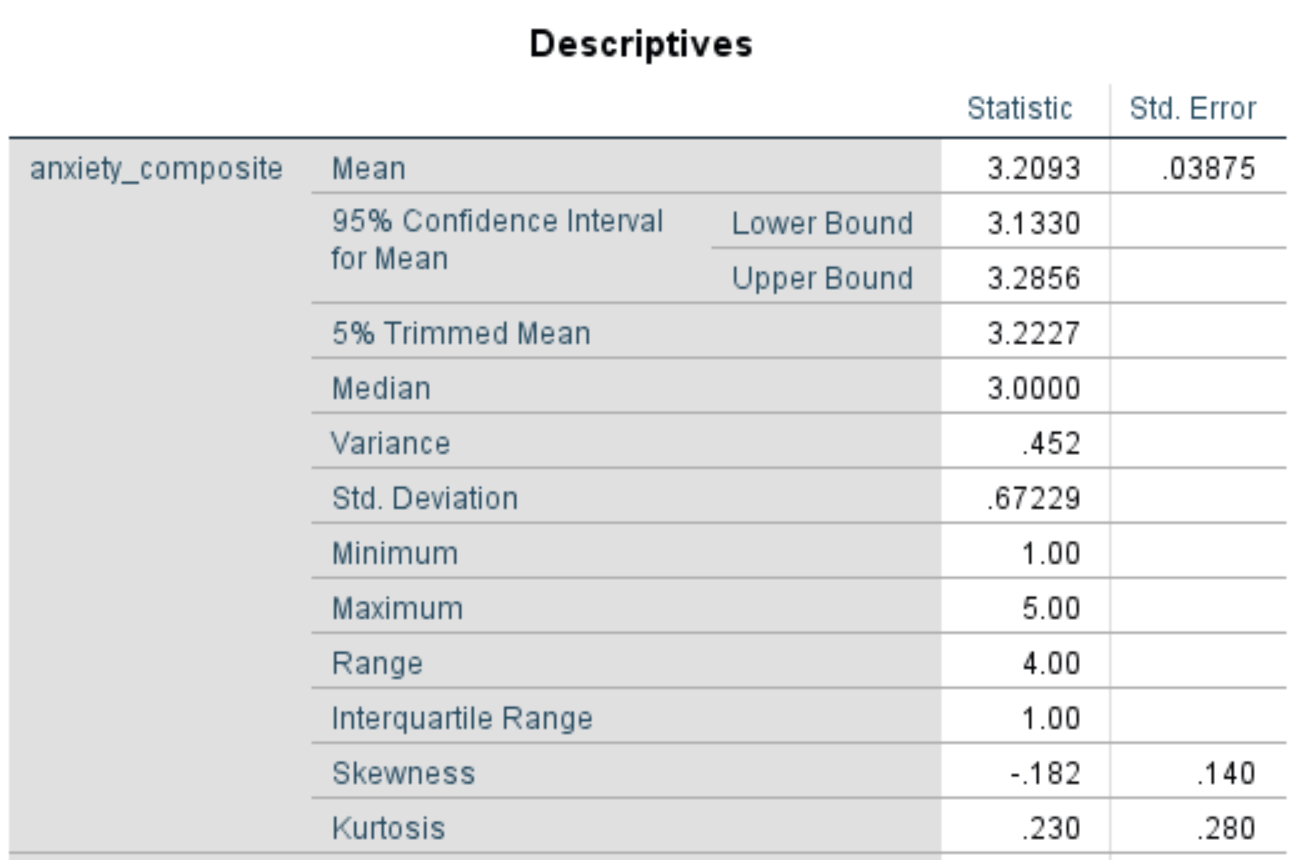 Descriptives
Statistic Std. Error
anxiety_composite Mean 3.2093 .03875
95% Confidence Interval for Mean Lower Bound 3.1330
Upper Bound 3.2856
5% Trimmed Mean 3.2227
Median 3.0000
Variance .452
Std. Deviation .67229
Minimum 1.00
Maximum 5.00
Range 4.00
Interquartile Range 1.00
Skewness -.182 .140
Kurtosis .230 .280